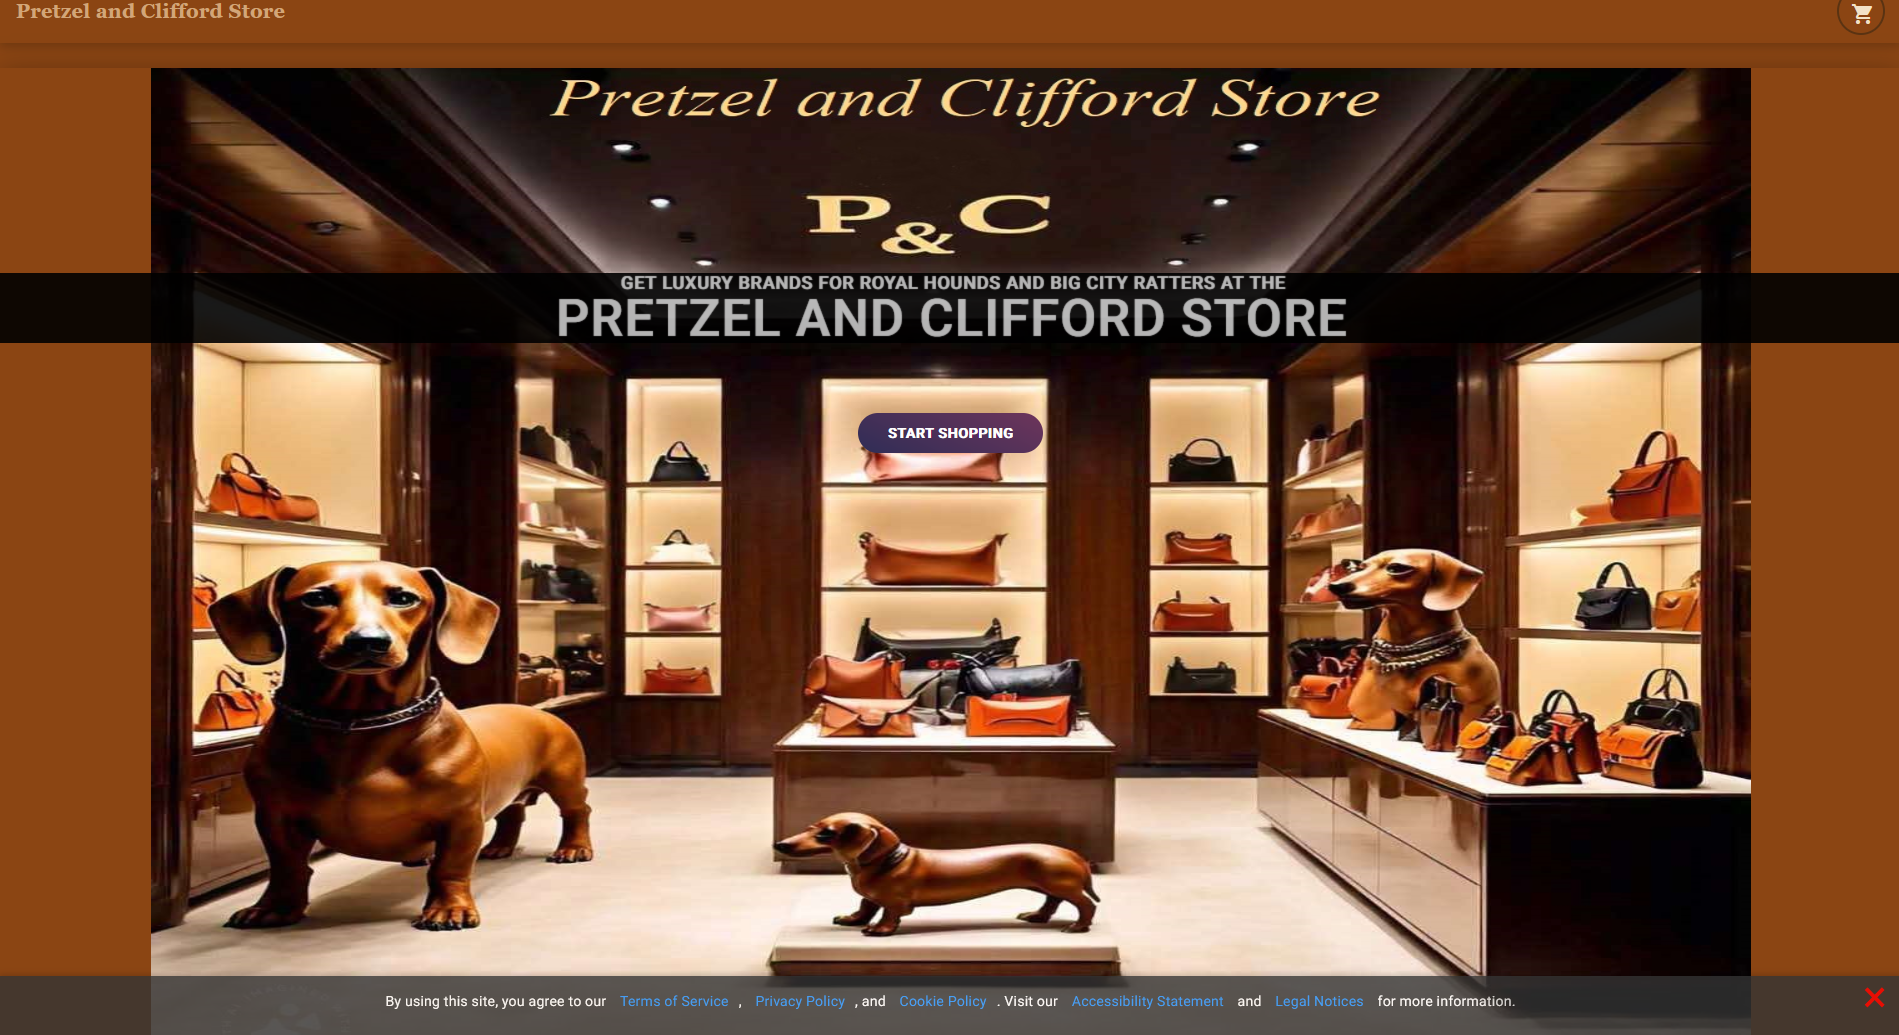 Pretzel and Clifford Store
Pretzel and Clifford Store
P&C
GET LUXURY BRANDS FOR ROYAL HOUNDS AND BIG CITY RATTERS AT THE
PRETZEL AND CLIFFORD STORE
START SHOPPING
By using this site, you agree to our Terms of Service , Privacy Policy , and Cookie Policy . Visit our Accessibility Statement and Legal Notices for more information.